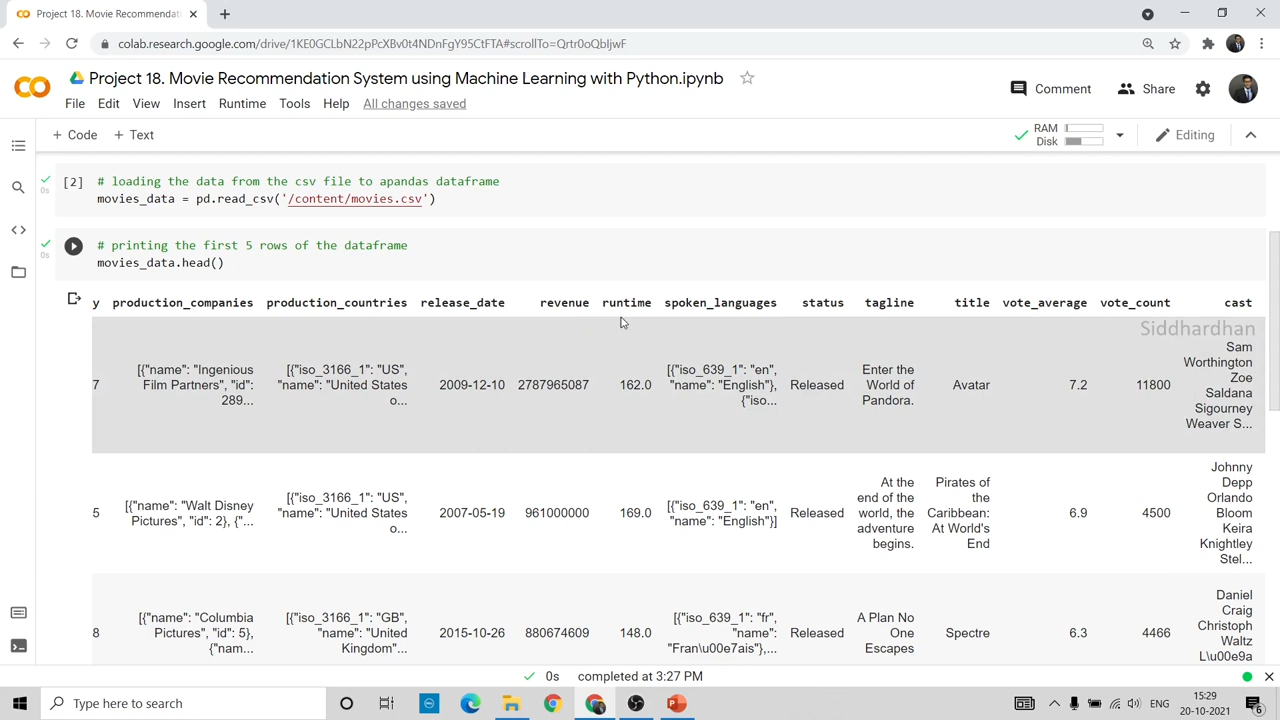 Project 18. Movie Recommendati
colab.research.google.com/drive/1KE0GCLbN22pPcXBv0t4NDnFgY95CtFTA#scrollTo=Qrtr0oQbIjwF
Project 18. Movie Recommendation System using Machine Learning with Python.ipynb
Comment
Share
File Edit View Insert Runtime Tools Help All changes saved
+ Code + Text
RAM
Disk
Editing
[2]
# loading the data from the csv file to apandas dataframe
0s
movies_data = pd.read_csv('/content/movies.csv')
# printing the first 5 rows of the dataframe
0s
movies_data.head()
y production_companies production_countries release_date revenue runtime spoken_languages status tagline title vote_average vote_count cast
Siddhardhan
7
[{"name": "Ingenious
Film Partners", "id":
289...
[{"iso_3166_1": "US",
"name": "United States
o...
2009-12-10
2787965087
162.0
[{"iso_639_1": "en",
"name": "English"},
{"iso...
Released
Enter the
World of
Pandora.
Avatar
7.2
11800
Sam
Worthington
Zoe
Saldana
Sigourney
Weaver S...
5
[{"name": "Walt Disney
Pictures", "id": 2}, {"...
[{"iso_3166_1": "US",
"name": "United States
o...
2007-05-19
961000000
169.0
[{"iso_639_1": "en",
"name": "English"}]
Released
At the
end of the
world, the
adventure
begins.
Pirates of
the
Caribbean:
At World's
End
6.9
4500
Johnny
Depp
Orlando
Bloom
Keira
Knightley
Stel...
8
[{"name": "Columbia
Pictures", "id": 5},
{"nam...
[{"iso_3166_1": "GB",
"name": "United
Kingdom"...
2015-10-26
880674609
148.0
[{"iso_639_1": "fr",
"name":
"Fran\u00e7ais"},...
Released
A Plan No
One
Escapes
Spectre
6.3
4466
Daniel
Craig
Christoph
Waltz
L\u00e9a
0s completed at 3:27 PM
Type here to search
ENG
15:29
20-10-2021
6